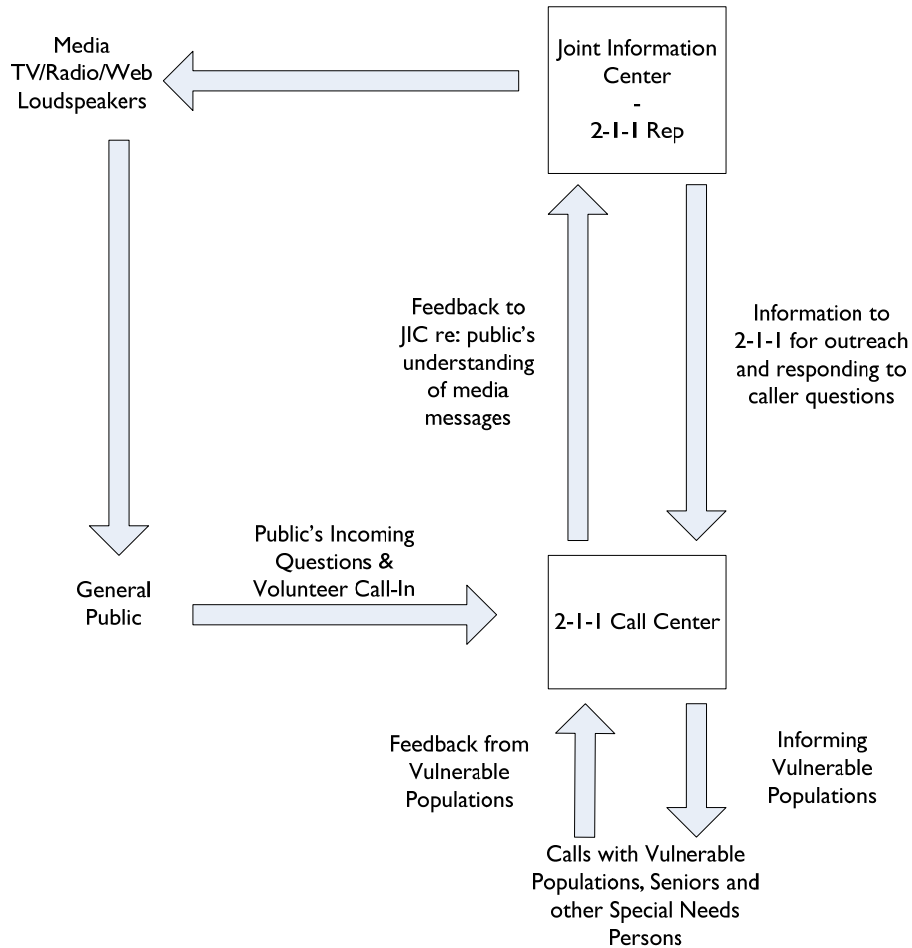 Media
TV/Radio/Web
Loudspeakers
Joint Information
Center
-
2-1-1 Rep
Feedback to
JIC re: public's
understanding
of media
messages
Information to
2-1-1 for outreach
and responding to
caller questions
General
Public
Public's Incoming
Questions &
Volunteer Call-In
2-1-1 Call Center
Feedback from
Vulnerable
Populations
Informing
Vulnerable
Populations
Calls with Vulnerable
Populations, Seniors and
other Special Needs
Persons